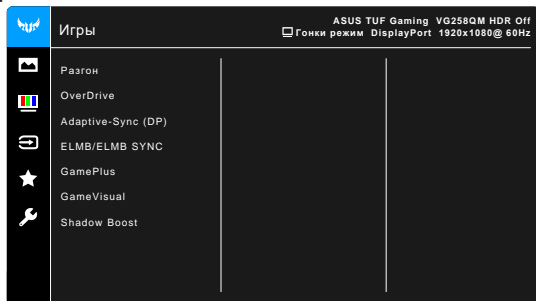 ASUS TUF Gaming VG258QM HDR Off
Игры
Гонки режим DisplayPort 1920x1080@ 60Hz
Разгон
OverDrive
Adaptive-Sync (DP)
ELMB/ELMB SYNC
GamePlus
GameVisual
Shadow Boost